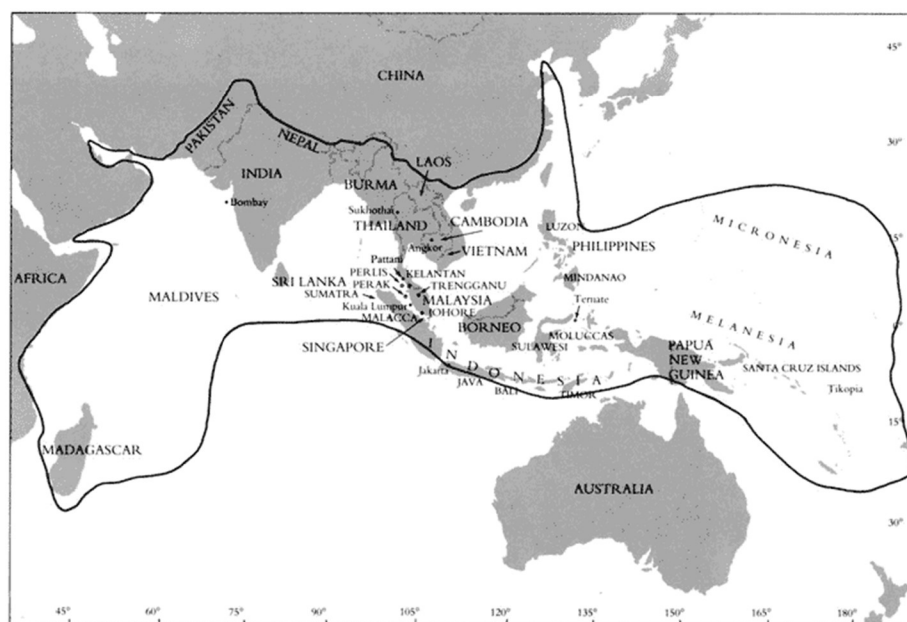 45°
CHINA
30°
PAKISTAN
NEPAL
LAOS
INDIA
BURMA
Bombay
Sukhothai
THAILAND
CAMBODIA
LUZON
MICRONESIA
15°
Angkor
VIETNAM
PHILIPPINES
AFRICA
Pattani
PERLIS
KELANTAN
SRI LANKA
TRENGGANU
MINDANAO
PERAK
MALDIVES
SUMATRA
MALAYSIA
Ternate
Kuala Lumpur
JOHORE
MELANESIA
MALACCA
BORNEO
MOLUCCAS
SINGAPORE
SULAWESI
PAPUA
NEW
GUINEA
INDONESIA
SANTA CRUZ ISLANDS
Jakarta
JAVA
BALI
TIMOR
Tikopia
15°
MADAGASCAR
AUSTRALIA
30°
45° 60° 75° 90° 105° 120° 135° 150° 165° 180°